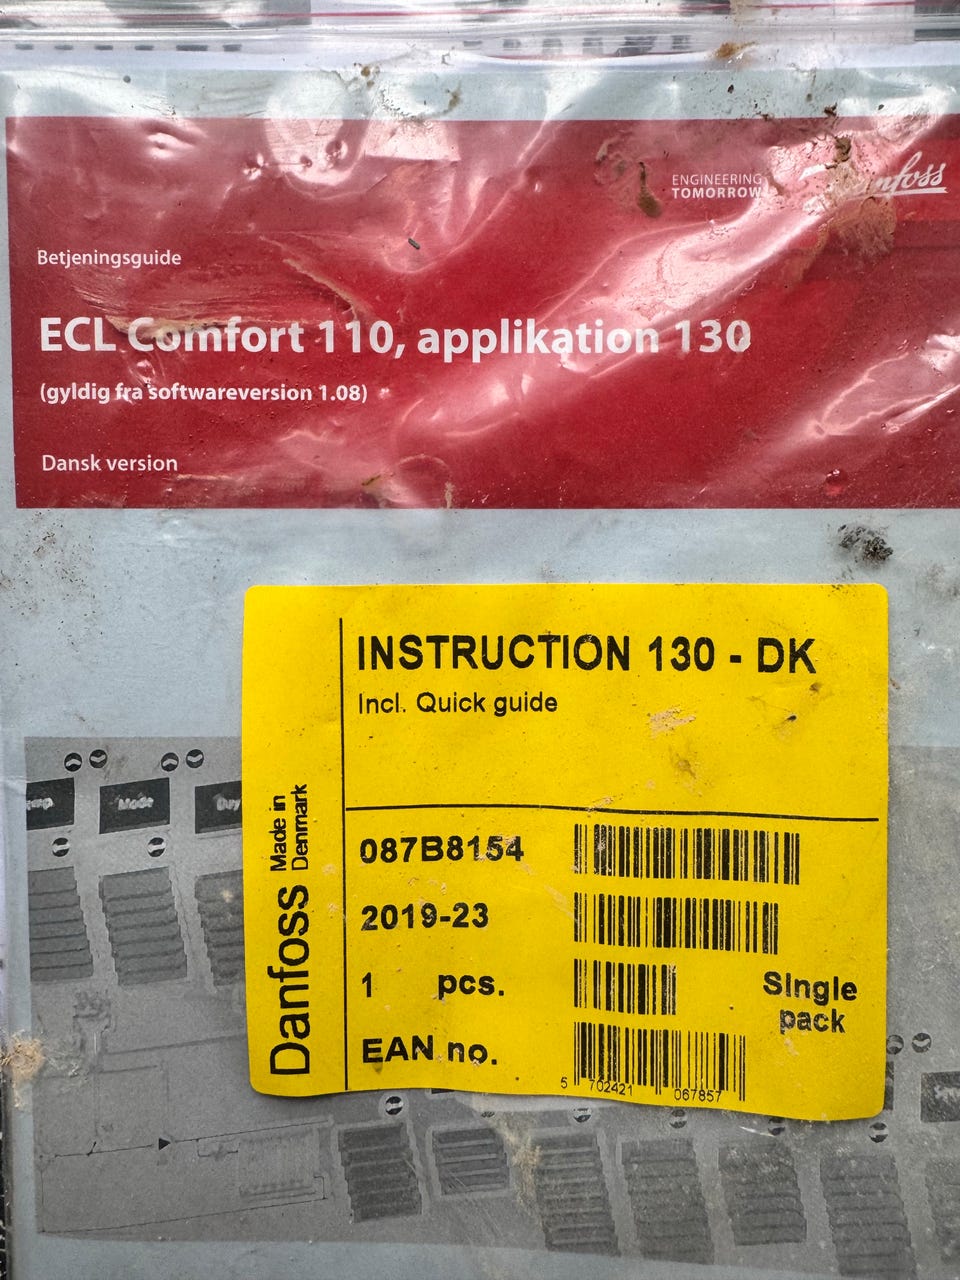 ENGINEERING
TOMORROW
Betjeningsguide
ECL Comfort 110, applikation 130
(gyldig fra softwareversion 1.08)
Dansk version
INSTRUCTION 130 - DK
Incl. Quick guide
Danfoss
Made in
Denmark
087B8154
2019-23
1 pcs.
Single
pack
EAN no.
5 702421 067857
Mode
Day